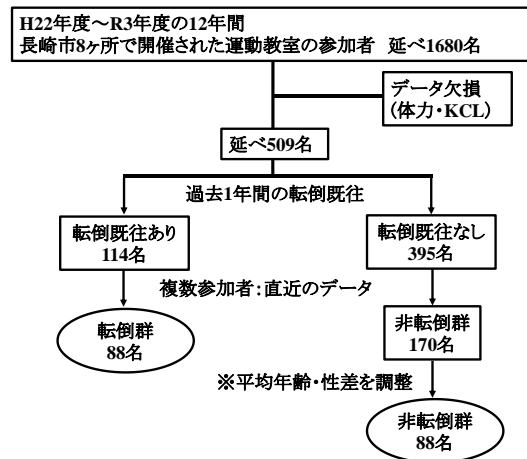 H22年度～R3年度の12年間
長崎市8ヶ所で開催された運動教室の参加者 延べ1680名
データ欠損
(体力・KCL)
延べ509名
過去1年間の転倒既往
転倒既往あり
114名
転倒既往なし
395名
複数参加者：直近のデータ
転倒群
88名
非転倒群
170名
※平均年齢・性差を調整
非転倒群
88名